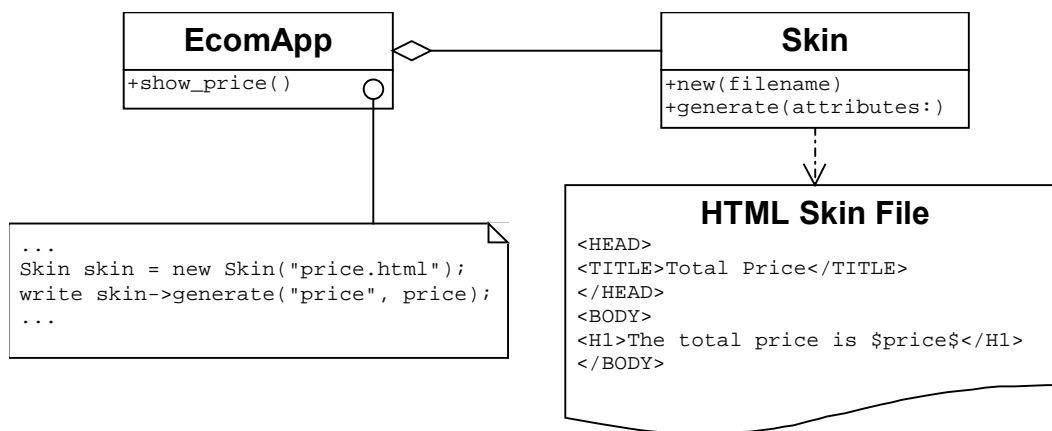 EcomApp
+show_price()
Skin
+new(filename)
+generate(attributes:)
...
Skin skin = new Skin("price.html");
write skin->generate("price", price);
...
HTML Skin File
<HEAD>
<TITLE>Total Price</TITLE>
</HEAD>
<BODY>
<H1>The total price is $price$</H1>
</BODY>